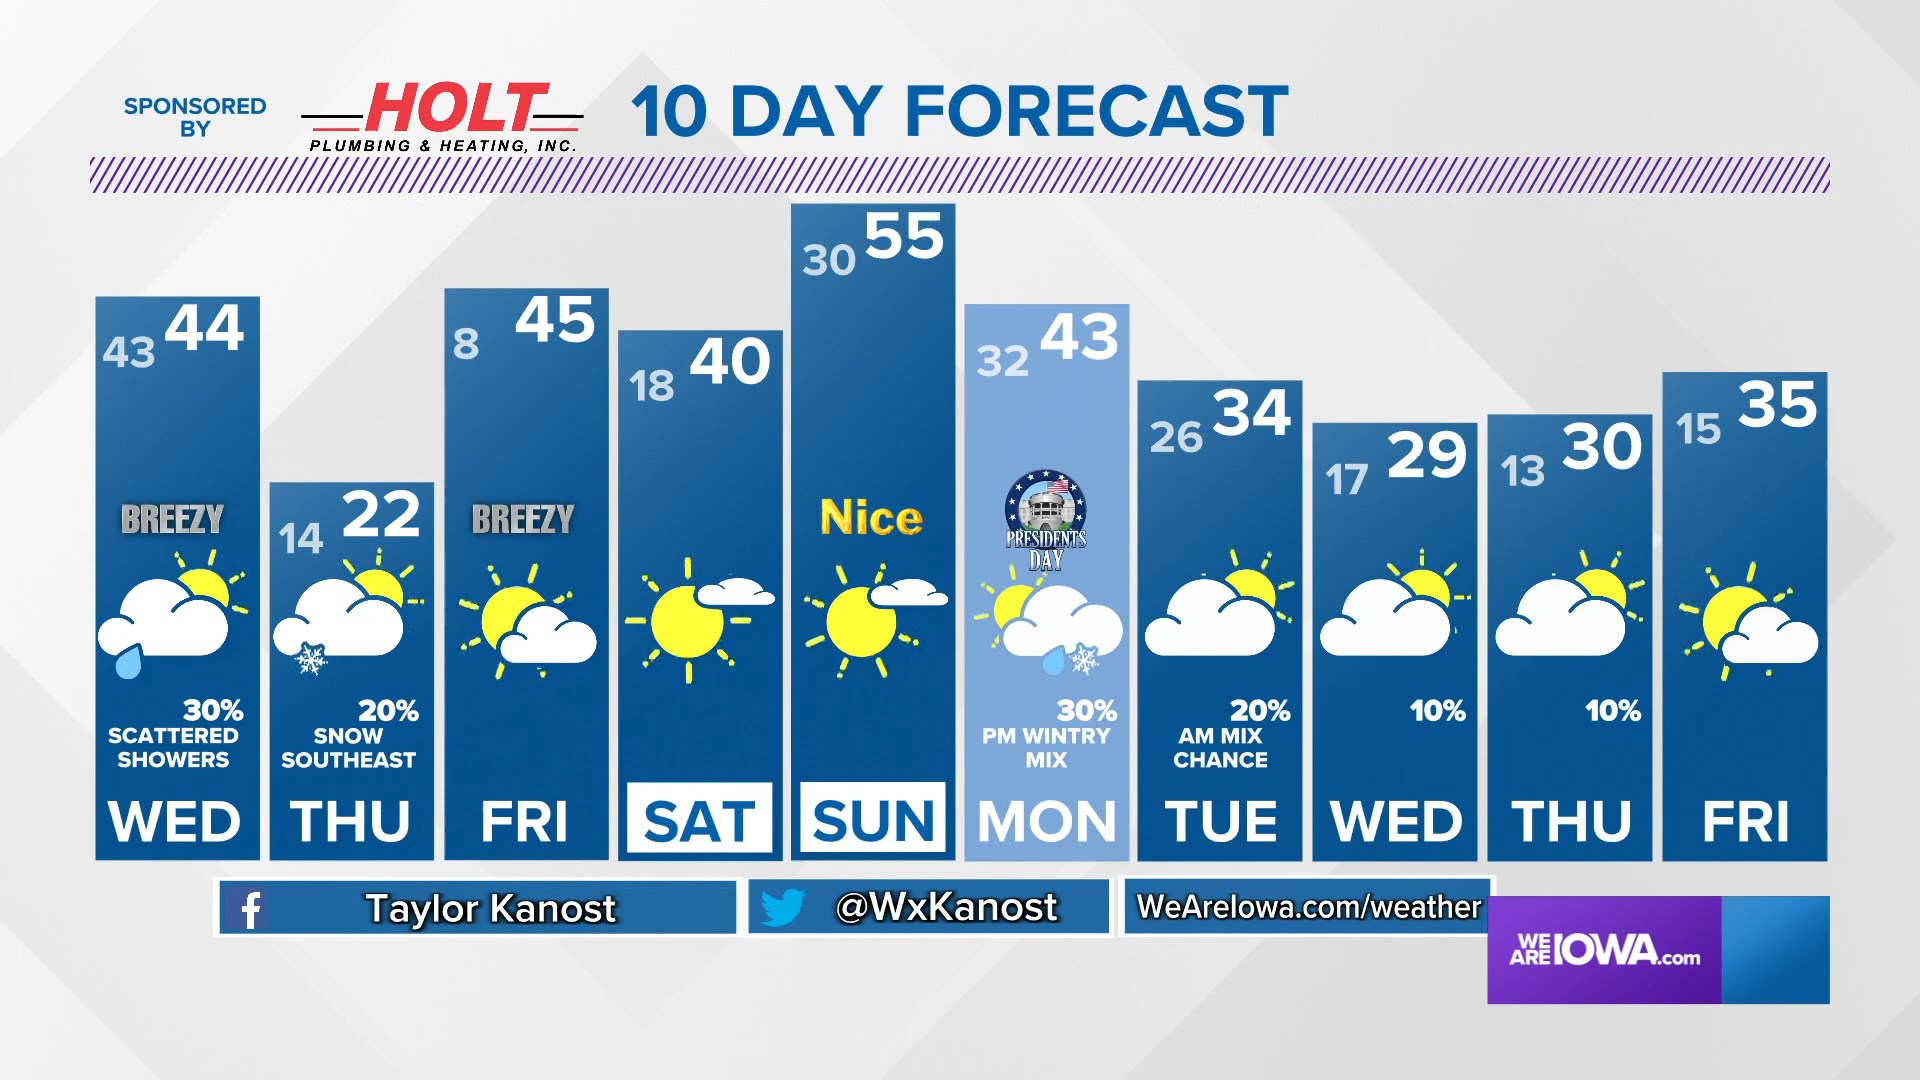 SPONSORED
BY
HOLT
PLUMBING & HEATING, INC.
10 DAY FORECAST
43 44
BREEZY
30%
SCATTERED
SHOWERS
WED
14 22
20%
SNOW
SOUTHEAST
THU
8 45
BREEZY
FRI
18 40
SAT
30 55
Nice
SUN
32 43
PRESIDENTS
DAY
30%
PM WINTRY
MIX
MON
26 34
20%
AM MIX
CHANCE
TUE
17 29
10%
WED
13 30
10%
THU
15 35
FRI
f Taylor Kanost
@WxKanost
WeAreIowa.com/weather
WE
ARE IOWA.com